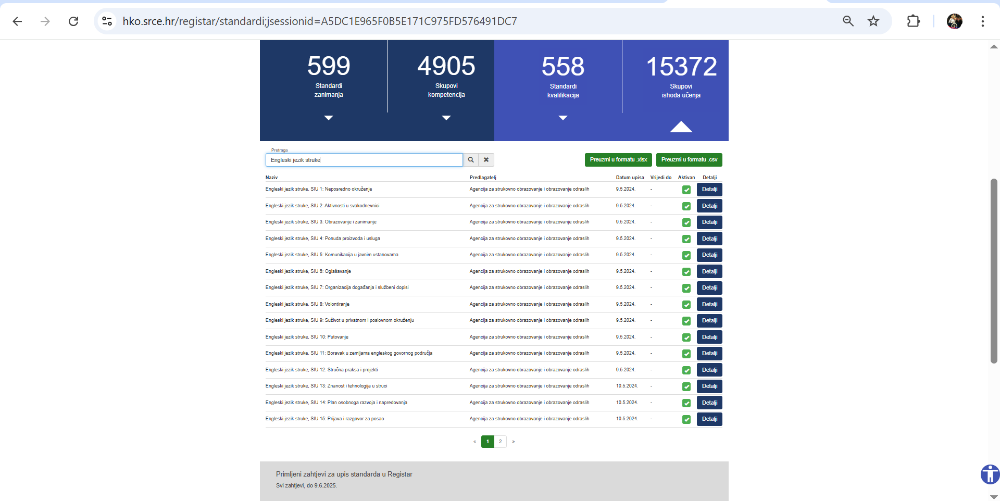 hko.srce.hr/registar/standardi;jsessionid=A5DC1E965F0B5E171C975FD576491DC7
599 4905 558 15372
Standardi Skupovi Standardi Skupovi
zanimanja kompetencija kvalifikacija ishoda učenja
Pretraga
Engleski jezik struke
Preuzmi u formatu .xlsx Preuzmi u formatu .csv
Naziv Predlagatelj Datum upisa Vrijedi do Aktivan Detalji
Engleski jezik struke, SIU 1: Neposredno okruženje Agencija za strukovno obrazovanje i obrazovanje odraslih 9.5.2024. - Detalji
Engleski jezik struke, SIU 2: Aktivnosti u svakodnevnici Agencija za strukovno obrazovanje i obrazovanje odraslih 9.5.2024. - Detalji
Engleski jezik struke, SIU 3: Obrazovanje i zanimanje Agencija za strukovno obrazovanje i obrazovanje odraslih 9.5.2024. - Detalji
Engleski jezik struke, SIU 4: Ponuda proizvoda i usluga Agencija za strukovno obrazovanje i obrazovanje odraslih 9.5.2024. - Detalji
Engleski jezik struke, SIU 5: Komunikacija u javnim ustanovama Agencija za strukovno obrazovanje i obrazovanje odraslih 9.5.2024. - Detalji
Engleski jezik struke, SIU 6: Oglašavanje Agencija za strukovno obrazovanje i obrazovanje odraslih 9.5.2024. - Detalji
Engleski jezik struke, SIU 7: Organizacija događanja i službeni dopisi Agencija za strukovno obrazovanje i obrazovanje odraslih 9.5.2024. - Detalji
Engleski jezik struke, SIU 8: Volontiranje Agencija za strukovno obrazovanje i obrazovanje odraslih 9.5.2024. - Detalji
Engleski jezik struke, SIU 9: Suživot u privatnom i poslovnom okruženju Agencija za strukovno obrazovanje i obrazovanje odraslih 9.5.2024. - Detalji
Engleski jezik struke, SIU 10: Putovanje Agencija za strukovno obrazovanje i obrazovanje odraslih 9.5.2024. - Detalji
Engleski jezik struke, SIU 11: Boravak u zemljama engleskog govornog područja Agencija za strukovno obrazovanje i obrazovanje odraslih 9.5.2024. - Detalji
Engleski jezik struke, SIU 12: Stručna praksa i projekti Agencija za strukovno obrazovanje i obrazovanje odraslih 9.5.2024. - Detalji
Engleski jezik struke, SIU 13: Znanost i tehnologija u struci Agencija za strukovno obrazovanje i obrazovanje odraslih 10.5.2024. - Detalji
Engleski jezik struke, SIU 14: Plan osobnoga razvoja i napredovanja Agencija za strukovno obrazovanje i obrazovanje odraslih 10.5.2024. - Detalji
Engleski jezik struke, SIU 15: Prijava i razgovor za posao Agencija za strukovno obrazovanje i obrazovanje odraslih 10.5.2024. - Detalji
« 1 2 »
Primljeni zahtjevi za upis standarda u Registar
Svi zahtjevi, do 9.6.2025.